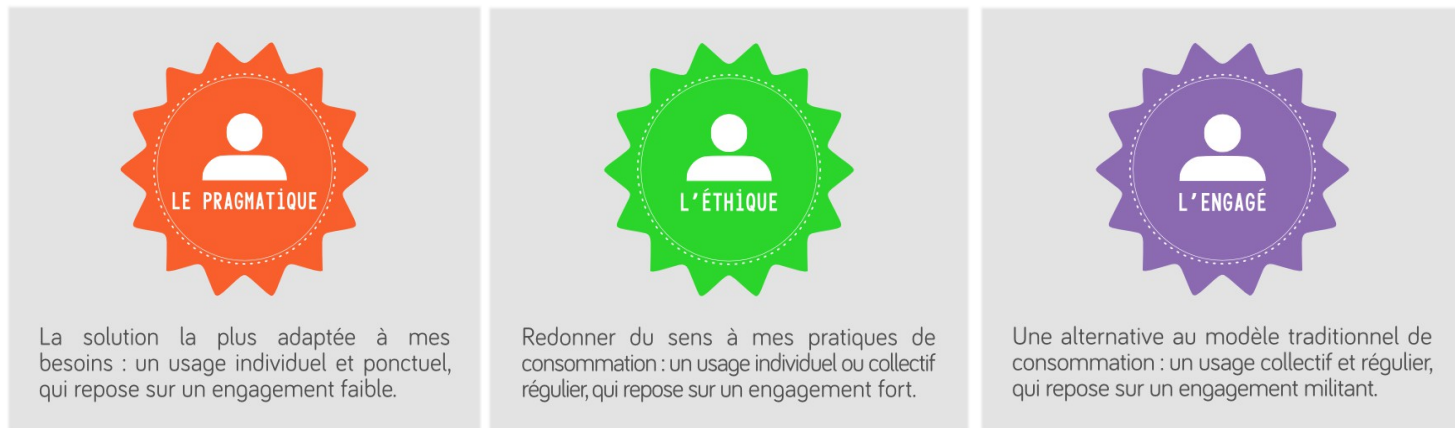 LE PRAGMATIQUE
La solution la plus adaptée à mes
besoins : un usage individuel et ponctuel,
qui repose sur un engagement faible.
L'ÉTHIQUE
Redonner du sens à mes pratiques de
consommation : un usage individuel ou collectif
régulier, qui repose sur un engagement fort.
L'ENGAGÉ
Une alternative au modèle traditionnel de
consommation : un usage collectif et régulier,
qui repose sur un engagement militant.